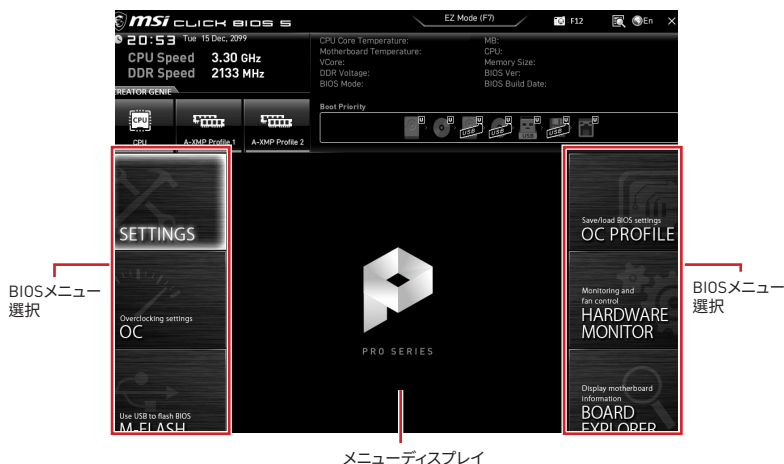 msi CLICK BIOS 5
EZ Mode (F7)
F12
En
20:53 Tue 15 Dec, 2099
CPU Speed 3.30 GHz
DDR Speed 2133 MHz
CREATOR GENIE
CPU
CPU
A-XMP Profile 1
A-XMP Profile 2
CPU Core Temperature:
Motherboard Temperature:
VCore:
DDR Voltage:
BIOS Mode:
MB:
CPU:
Memory Size:
BIOS Ver:
BIOS Build Date:
Boot Priority
U U U U U U U
USB USB USB USB
SETTINGS
Overclocking settings
OC
Use USB to flash BIOS
M-FLASH
PRO SERIES
Save/load BIOS settings
OC PROFILE
Monitoring and
fan control
HARDWARE
MONITOR
Display motherboard
information
BOARD
EXPLORER
BIOSメニュー
選択
BIOSメニュー
選択
メニューディスプレイ